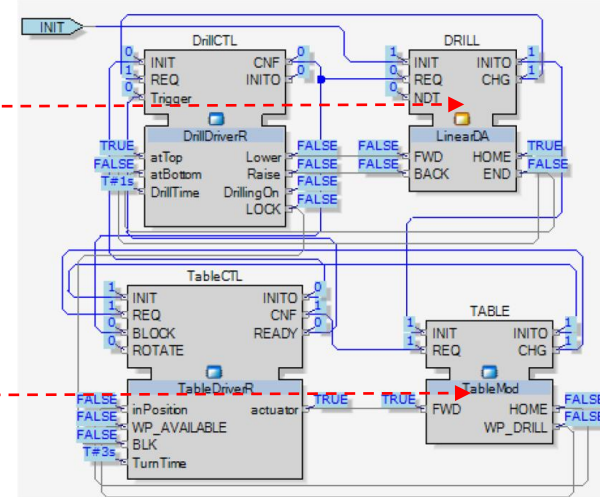 INIT
DrillCTL
0 INIT CNF 0
1 REQ INITO 0
0 Trigger
DrillDriverR
TRUE atTop Lower FALSE
FALSE atBottom Raise FALSE
T#1s DrillTime DrillingOn FALSE
LOCK FALSE
DRILL
1 INIT INITO 1
0 REQ CHG 1
0 NDT
LinearDA
FALSE FWD HOME TRUE
FALSE BACK END FALSE
TableCTL
1 INIT INITO 0
1 REQ CNF 1
0 BLOCK READY 0
0 ROTATE
TableDriverR
FALSE inPosition actuator TRUE
FALSE WP_AVAILABLE
FALSE BLK
T#3s TurnTime
TABLE
1 INIT INITO 1
1 REQ CHG 1
TableMod
TRUE FWD HOME FALSE
WP_DRILL FALSE